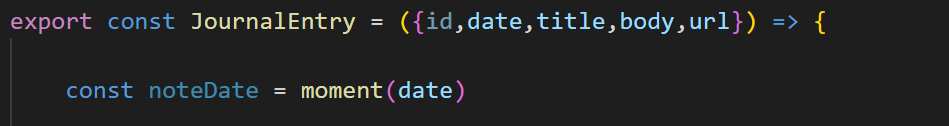 export const JournalEntry = ({id,date,title,body,url}) => {
const noteDate = moment(date)